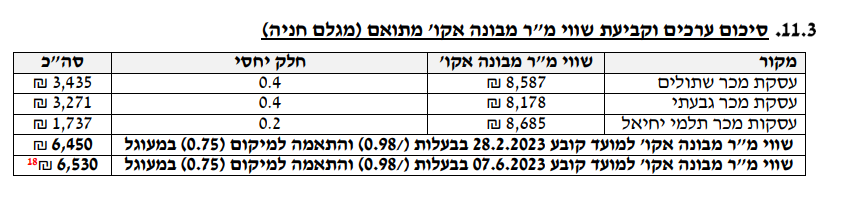 11.3. סיכום ערכים וקביעת שווי מ"ר מבונה אקו' מתואם (מגלם חניה)
מקור שווי מ"ר מבונה אקו' חלק יחסי סה"כ
עסקת מכר שתולים 8,587 ₪ 0.4 3,435 ₪
עסקת מכר גבעתי 8,178 ₪ 0.4 3,271 ₪
עסקות מכר תלמי יחיאל 8,685 ₪ 0.2 1,737 ₪
שווי מ"ר מבונה אקו' למועד קובע 28.2.2023 בבעלות (/0.98) והתאמה למיקום (0.75) במעוגל 6,450 ₪
שווי מ"ר מבונה אקו' למועד קובע 07.6.2023 בבעלות (/0.98) והתאמה למיקום (0.75) במעוגל 6,530 ₪18